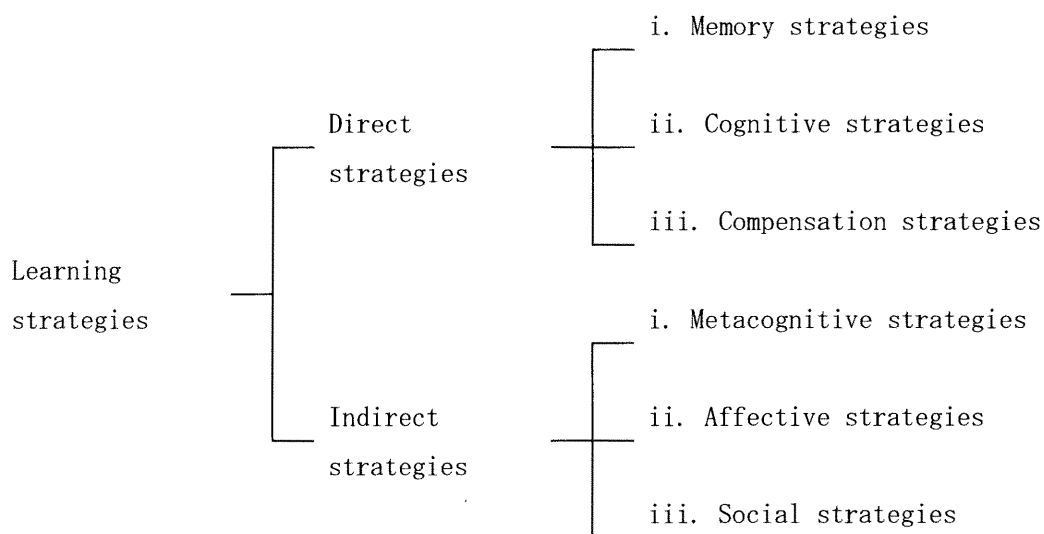 i. Memory strategies
Direct
strategies
ii. Cognitive strategies
iii. Compensation strategies
Learning
strategies
i. Metacognitive strategies
Indirect
strategies
ii. Affective strategies
iii. Social strategies